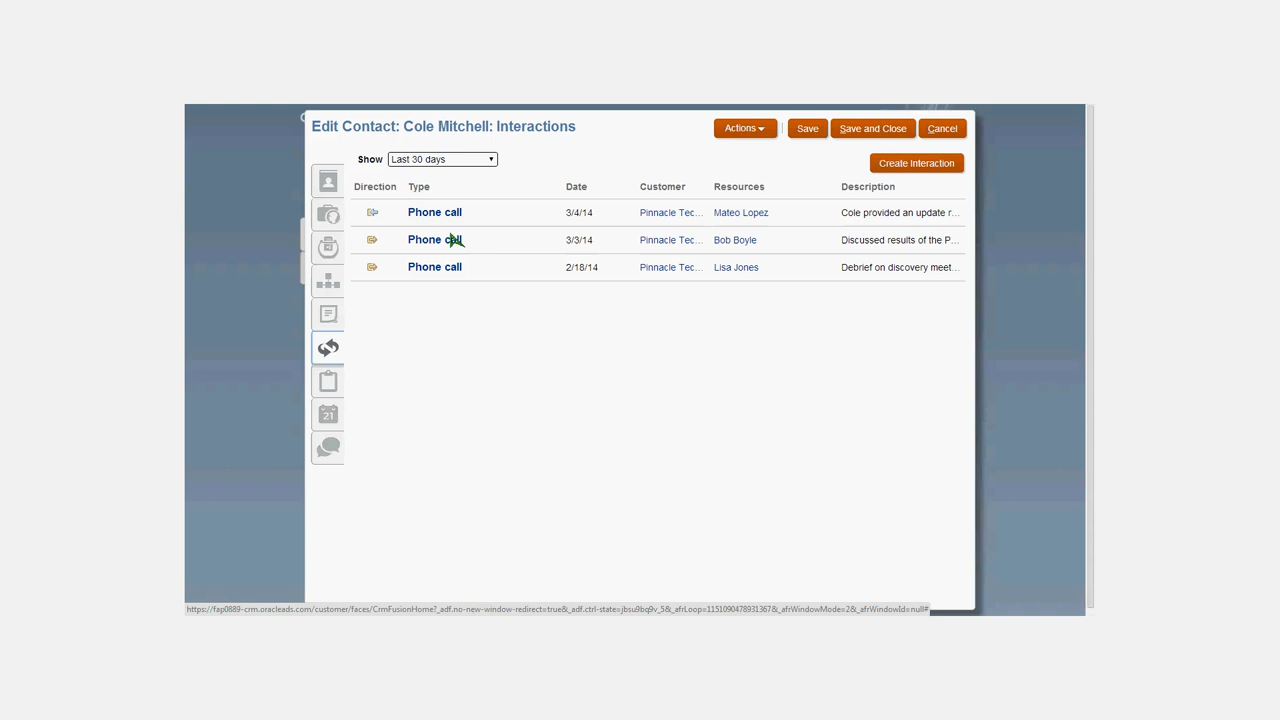 Edit Contact: Cole Mitchell: Interactions
Actions Save Save and Close Cancel
Show Last 30 days
Create Interaction
Direction Type Date Customer Resources Description
Phone call 3/4/14 Pinnacle Tec... Mateo Lopez Cole provided an update r...
Phone call 3/3/14 Pinnacle Tec... Bob Boyle Discussed results of the P...
Phone call 2/18/14 Pinnacle Tec... Lisa Jones Debrief on discovery meet...
21
https://fap0889-crm.oracleads.com/customer/faces/CrmFusionHome?_adf.no-new-window-redirect=true&_adf.ctrl-state=jbsu9bq9v_5&_afrLoop=1151090478931367&_afrWindowMode=2&_afrWindowId=null#